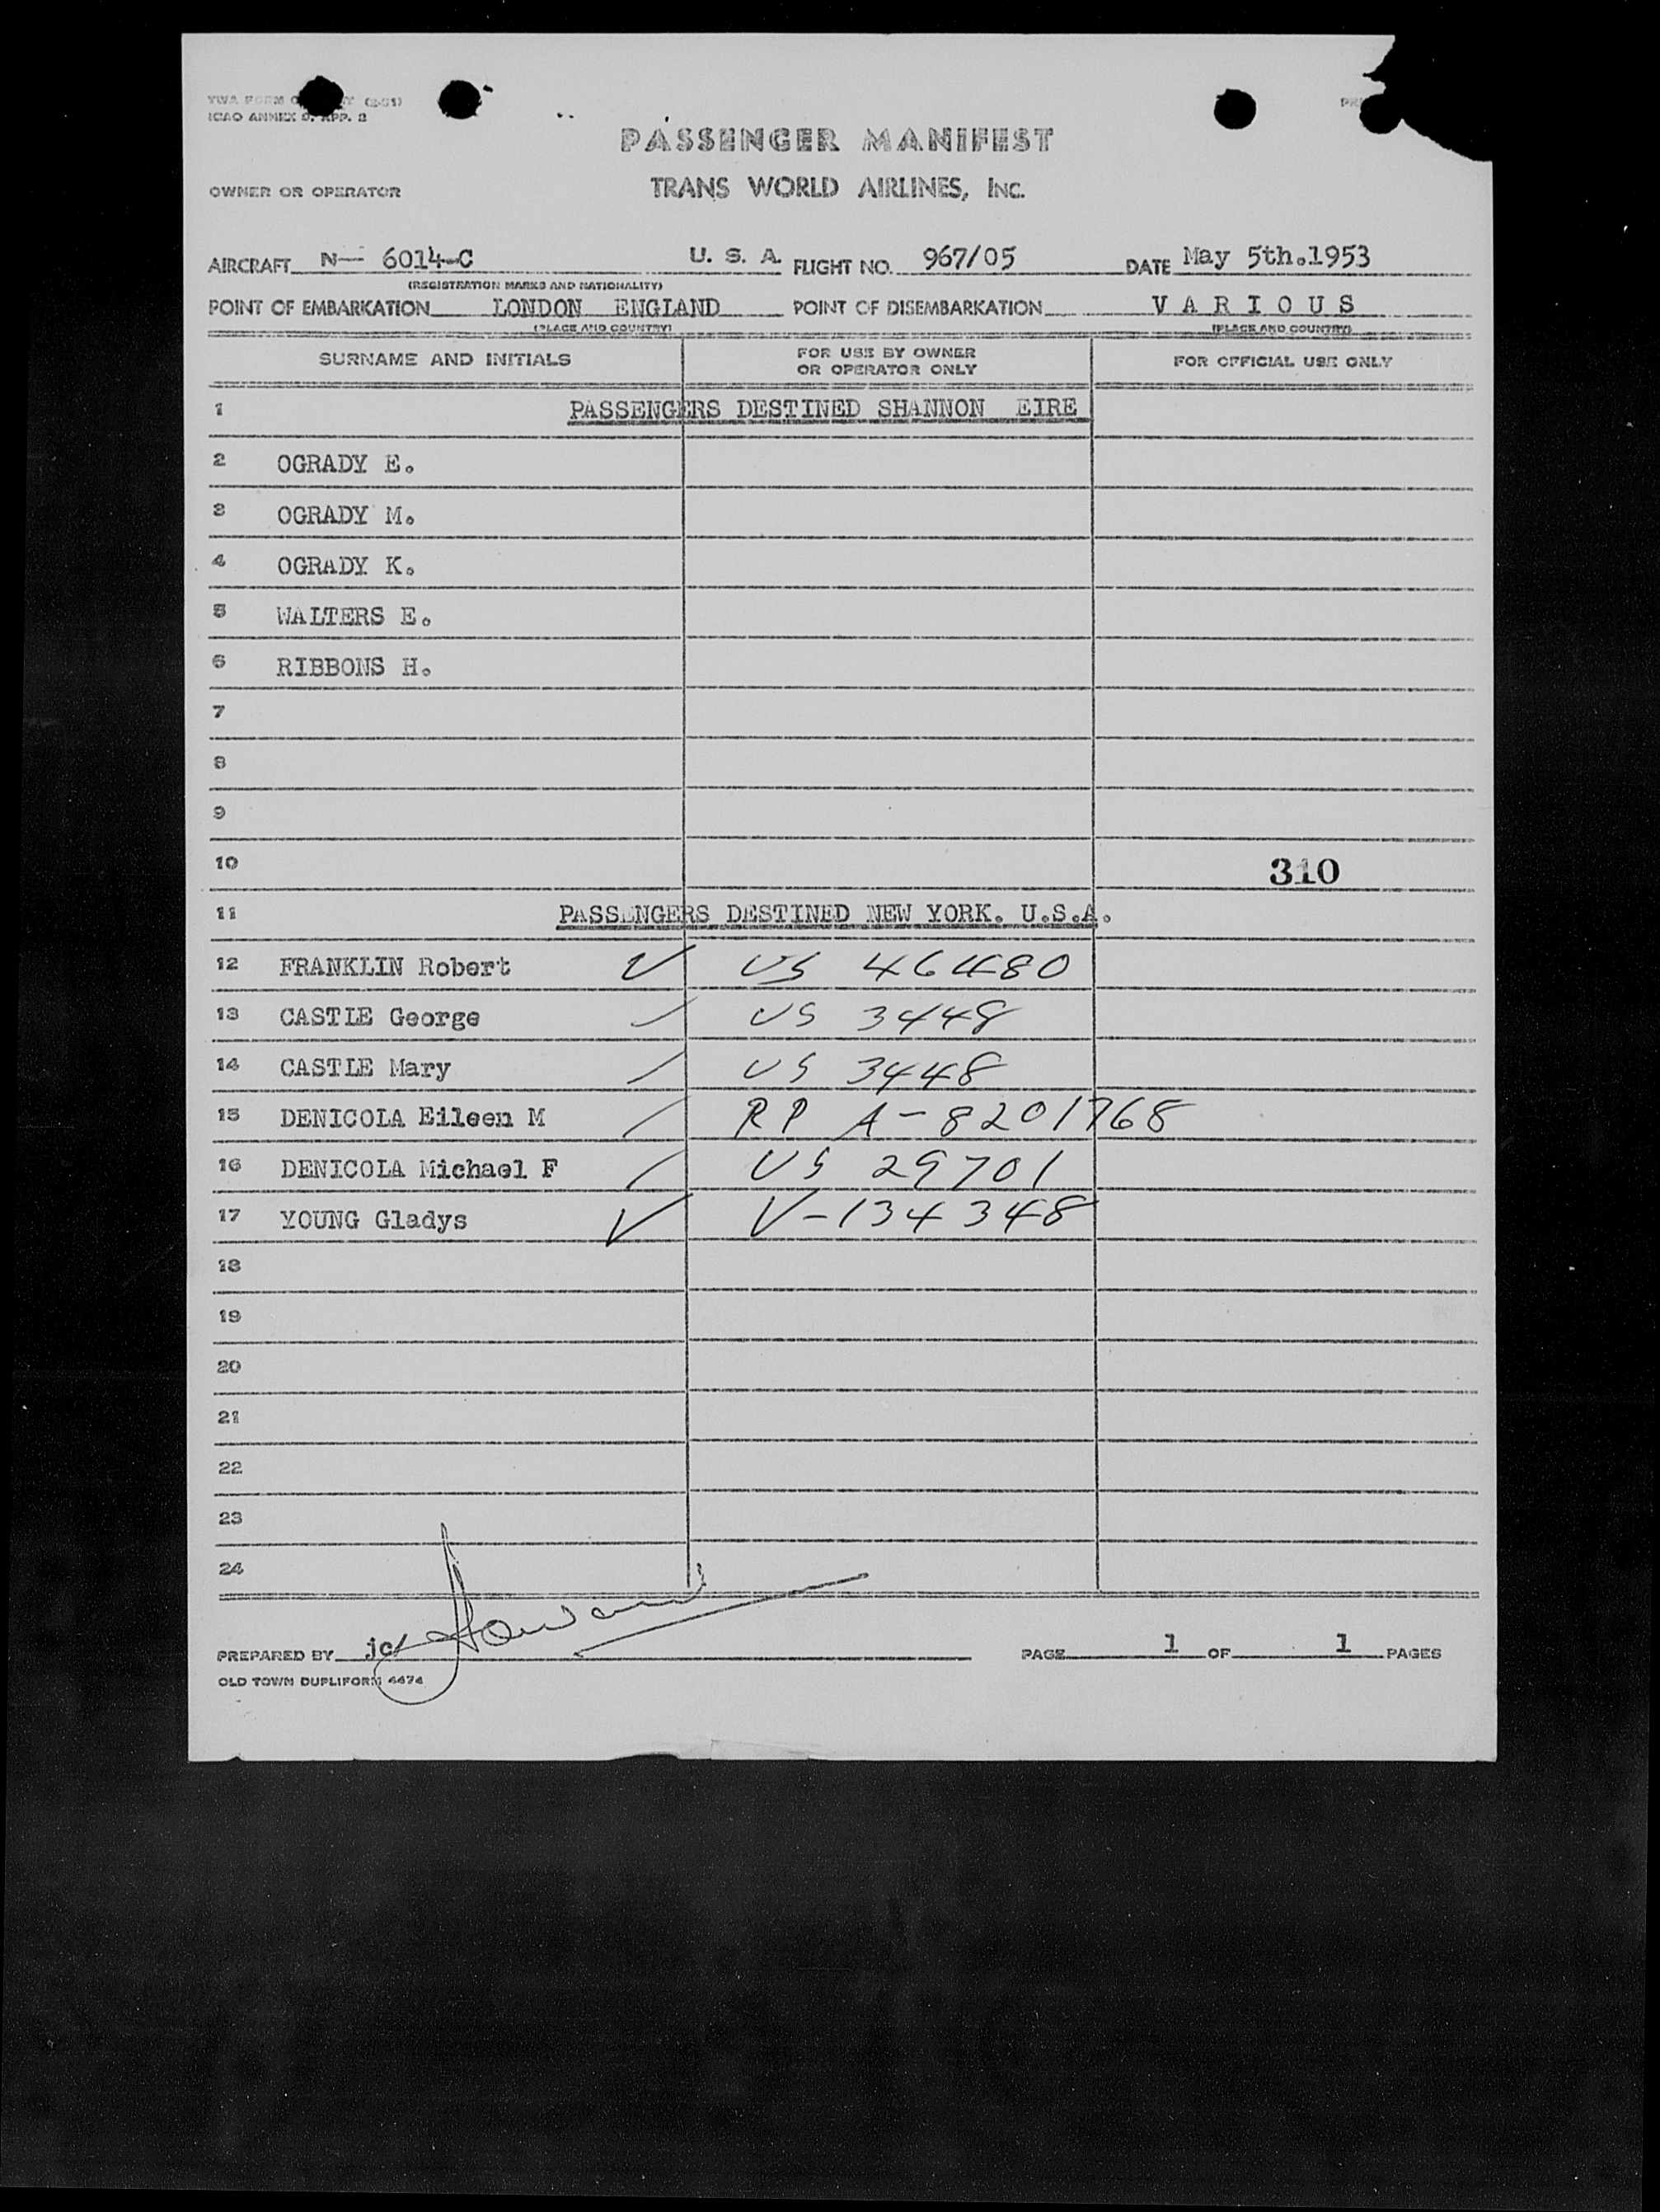 TWA FORM (2-51)
ICAO ANNEX 9, APP. 2
PASSENGER MANIFEST
OWNER OR OPERATOR TRANS WORLD AIRLINES, INC.
AIRCRAFT N— 6014-C U. S. A. FLIGHT NO. 967/05 DATE May 5th.1953
(REGISTRATION MARKS AND NATIONALITY)
POINT OF EMBARKATION LONDON ENGLAND POINT OF DISEMBARKATION V A R I O U S
(PLACE AND COUNTRY) (PLACE AND COUNTRY)
SURNAME AND INITIALS FOR USE BY OWNER OR OPERATOR ONLY FOR OFFICIAL USE ONLY
1 PASSENGERS DESTINED SHANNON EIRE
2 OGRADY E.
3 OGRADY M.
4 OGRADY K.
5 WALTERS E.
6 RIBBONS H.
7
8
9
10 310
11 PASSENGERS DESTINED NEW YORK. U.S.A.
12 FRANKLIN Robert ✓ US 46480
13 CASTLE George / US 3448
14 CASTLE Mary / US 3448
15 DENICOLA Eileen M / RP A-8201768
16 DENICOLA Michael F / US 29701
17 YOUNG Gladys ✓ V-134348
18
19
20
21
22
23
24
PREPARED BY jc/ PAGE 1 OF 1 PAGES
OLD TOWN DUPLIFORM 4474